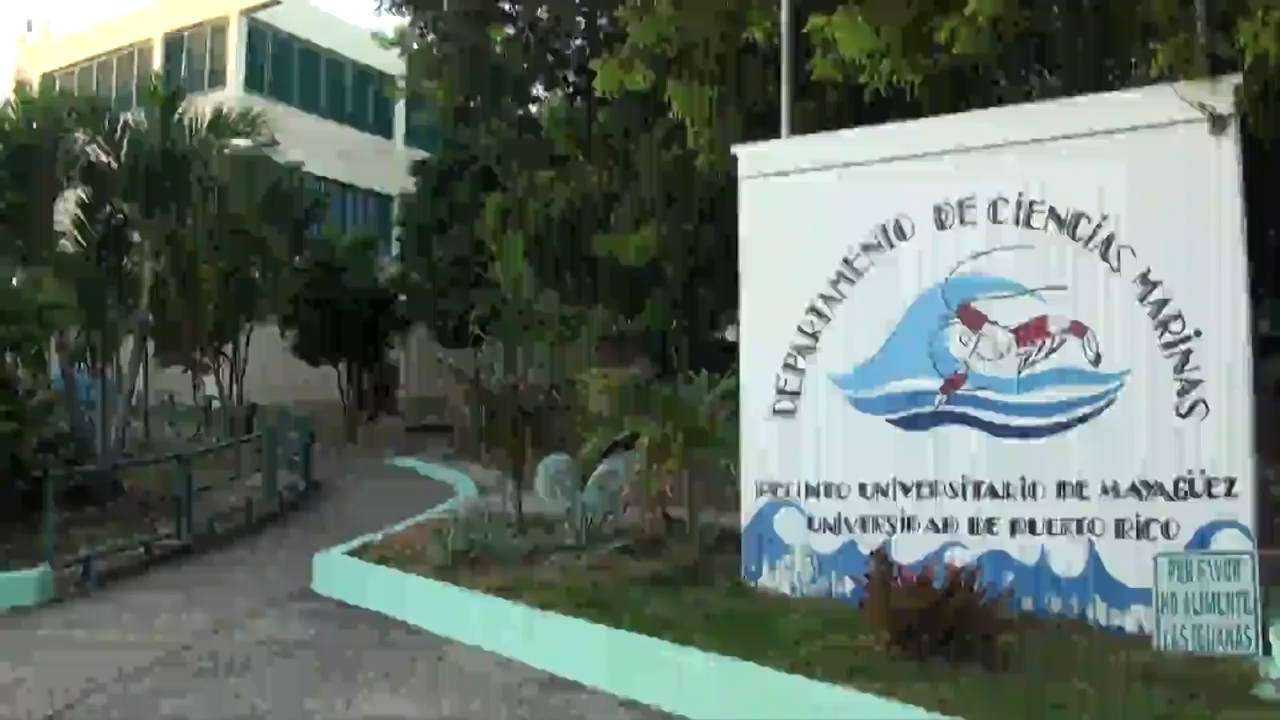 DEPARTAMENTO DE CIENCIAS MARINAS
RECINTO UNIVERSITARIO DE MAYAGÜEZ
UNIVERSIDAD DE PUERTO RICO
POR FAVOR
NO ALIMENTE
LAS IGUANAS